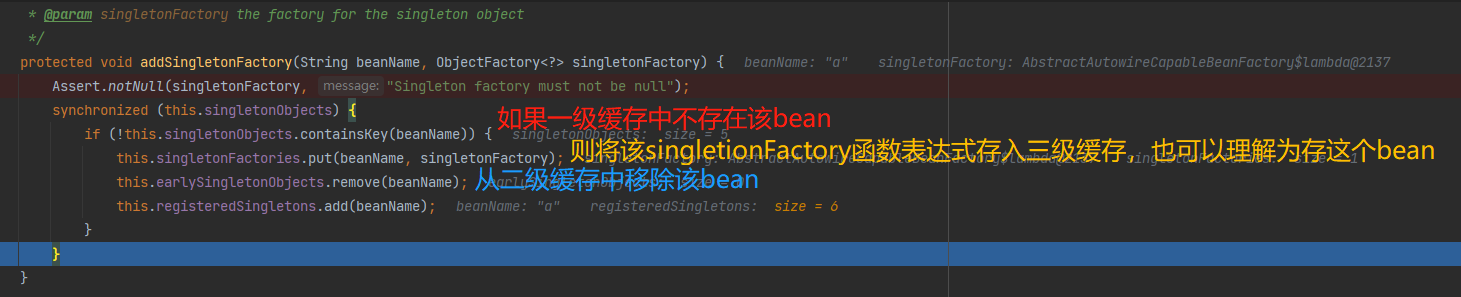 * @param singletonFactory the factory for the singleton object
*/
protected void addSingletonFactory(String beanName, ObjectFactory<?> singletonFactory) { beanName: "a" singletonFactory: AbstractAutowireCapableBeanFactory$lambda@2137
Assert.notNull(singletonFactory, message: "Singleton factory must not be null");
synchronized (this.singletonObjects) {
如果一级缓存中不存在该bean
if (!this.singletonObjects.containsKey(beanName)) { singletonObjects: size = 5
则将该singletionFactory函数表达式存入三级缓存，也可以理解为存这个bean
this.singletonFactories.put(beanName, singletonFactory);
this.earlySingletonObjects.remove(beanName);
从二级缓存中移除该bean
this.registeredSingletons.add(beanName); beanName: "a" registeredSingletons: size = 6
}
}
}